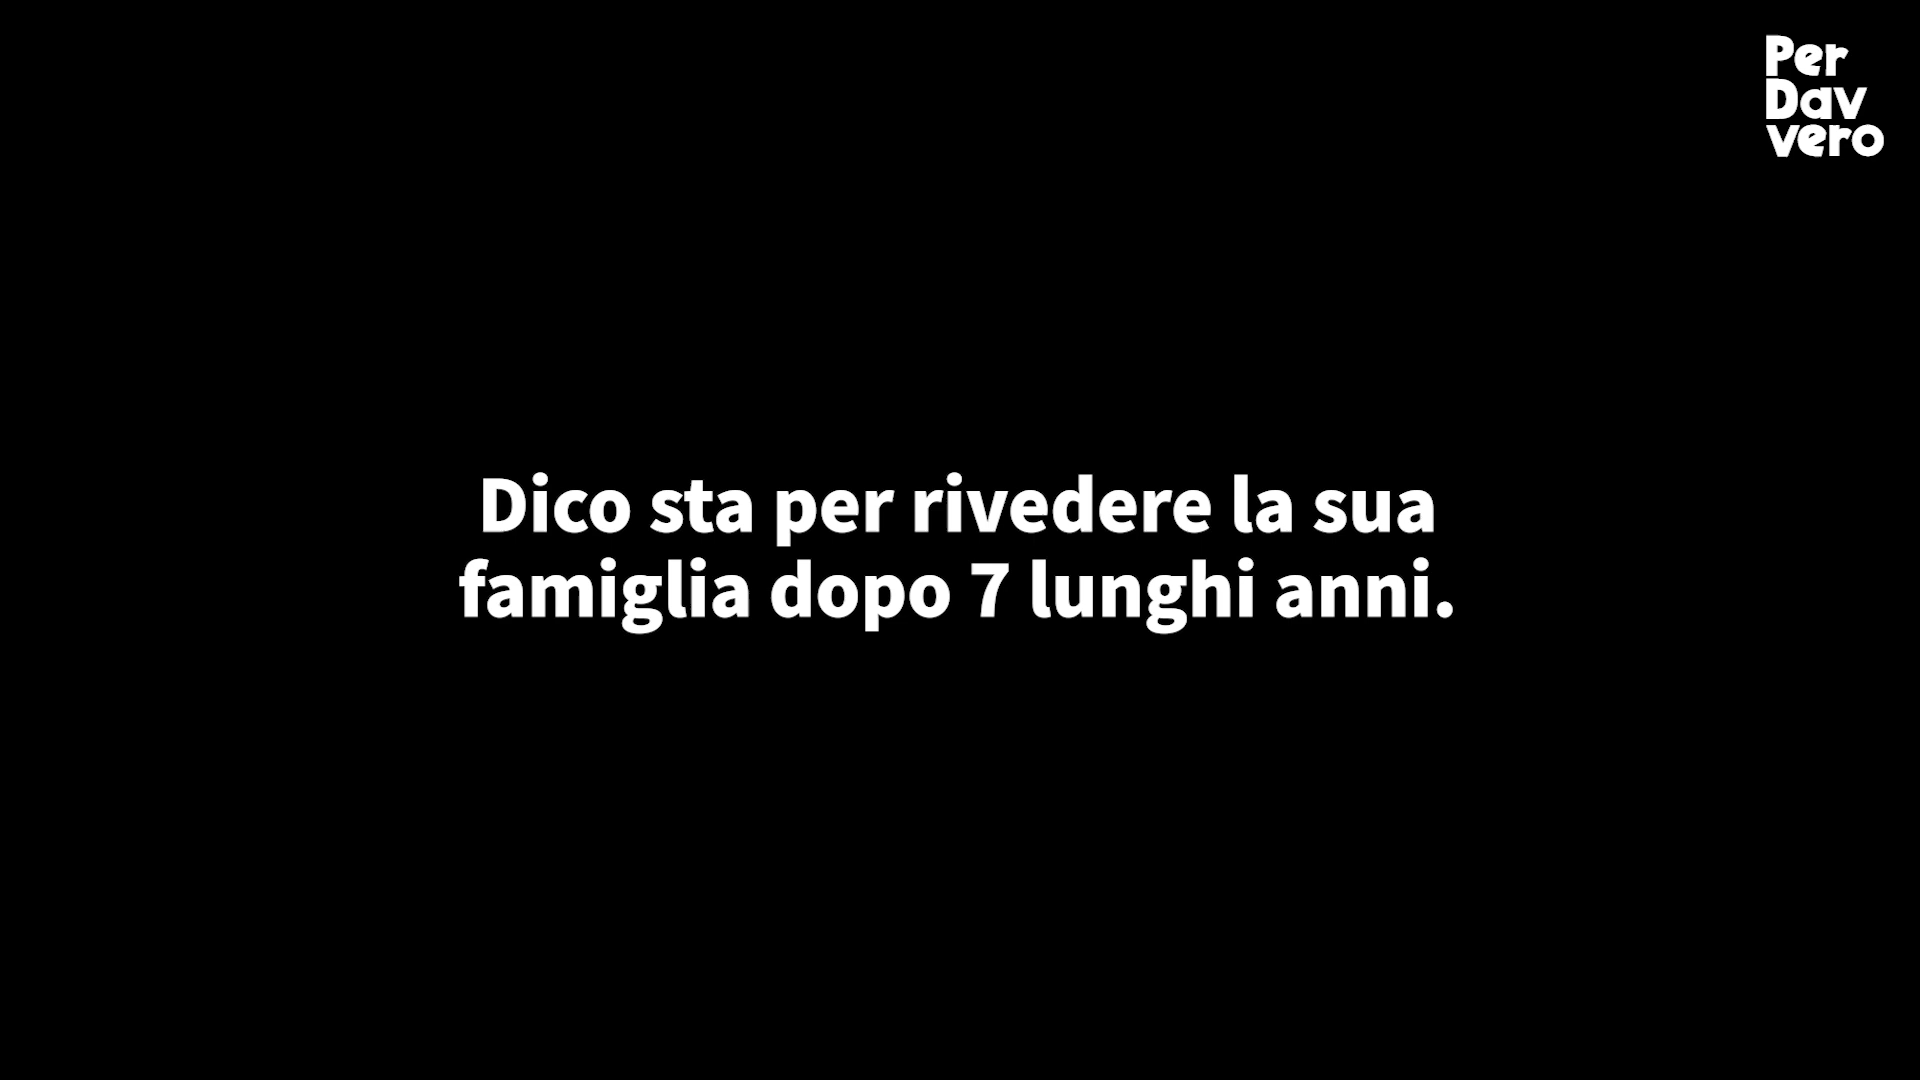 Per
Dav
vero
Dico sta per rivedere la sua
famiglia dopo 7 lunghi anni.